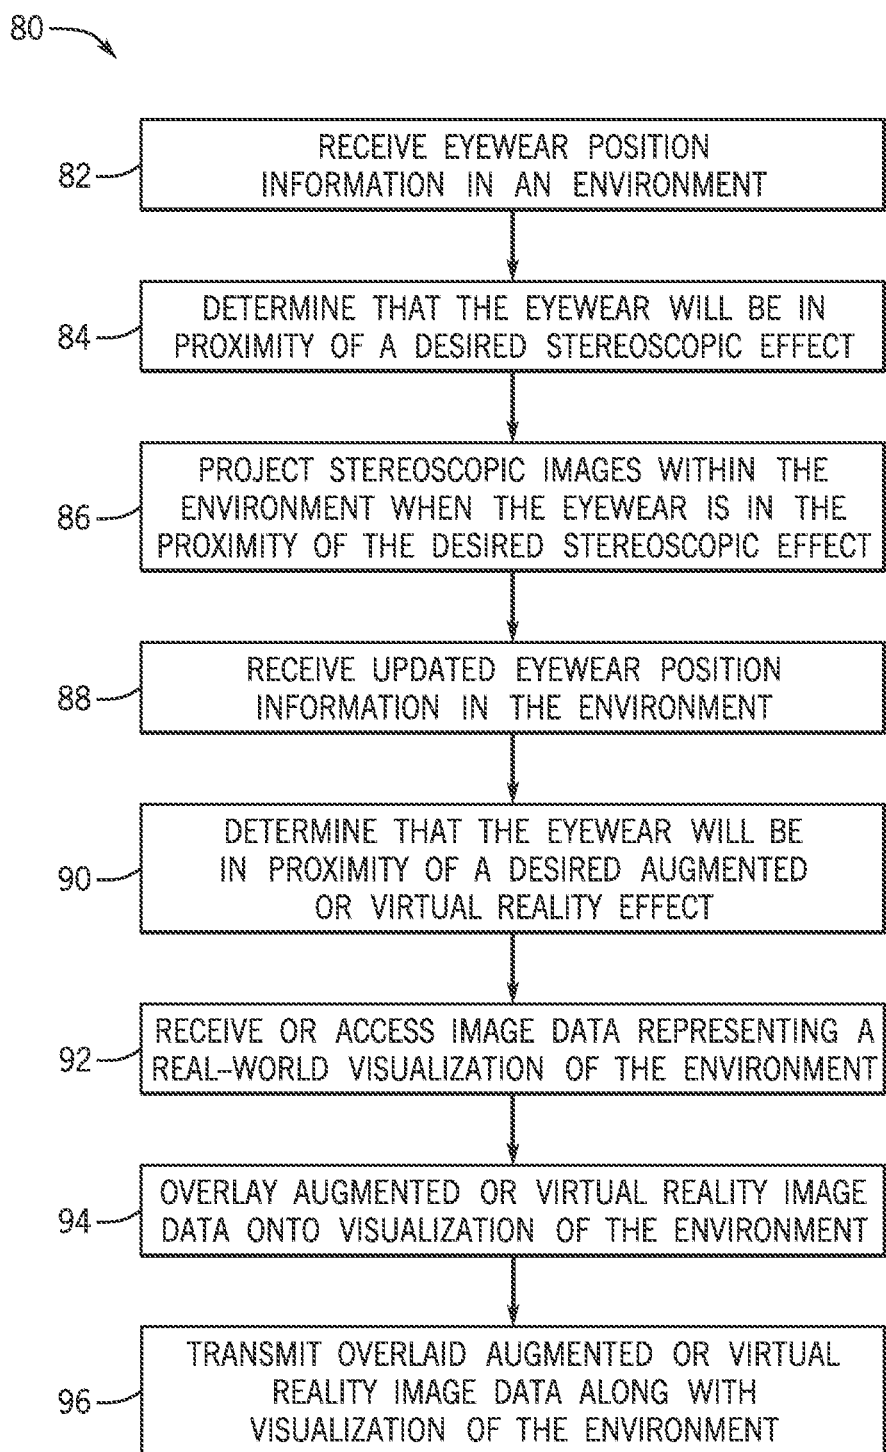 80
82
RECEIVE EYEWEAR POSITION
INFORMATION IN AN ENVIRONMENT
84
DETERMINE THAT THE EYEWEAR WILL BE IN
PROXIMITY OF A DESIRED STEREOSCOPIC EFFECT
86
PROJECT STEREOSCOPIC IMAGES WITHIN THE
ENVIRONMENT WHEN THE EYEWEAR IS IN THE
PROXIMITY OF THE DESIRED STEREOSCOPIC EFFECT
88
RECEIVE UPDATED EYEWEAR POSITION
INFORMATION IN THE ENVIRONMENT
90
DETERMINE THAT THE EYEWEAR WILL BE
IN PROXIMITY OF A DESIRED AUGMENTED
OR VIRTUAL REALITY EFFECT
92
RECEIVE OR ACCESS IMAGE DATA REPRESENTING A
REAL-WORLD VISUALIZATION OF THE ENVIRONMENT
94
OVERLAY AUGMENTED OR VIRTUAL REALITY IMAGE
DATA ONTO VISUALIZATION OF THE ENVIRONMENT
96
TRANSMIT OVERLAID AUGMENTED OR VIRTUAL
REALITY IMAGE DATA ALONG WITH
VISUALIZATION OF THE ENVIRONMENT